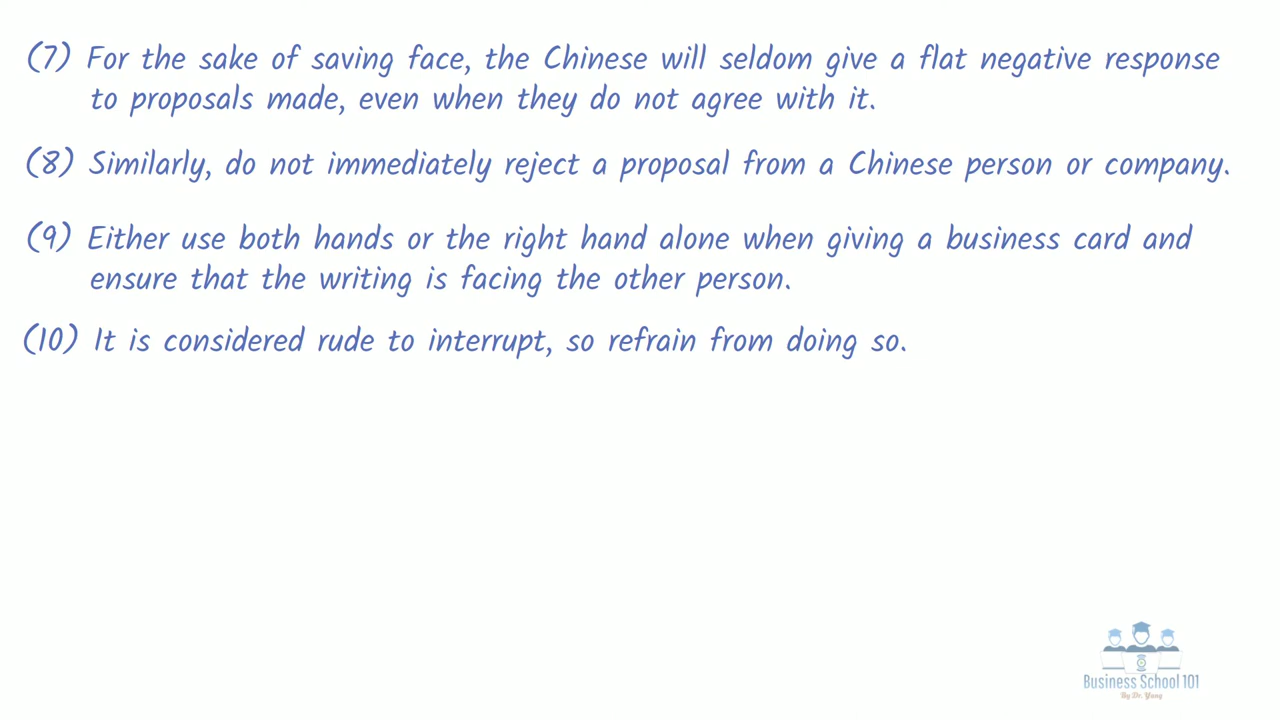 (7) For the sake of saving face, the Chinese will seldom give a flat negative response
to proposals made, even when they do not agree with it.
(8) Similarly, do not immediately reject a proposal from a Chinese person or company.
(9) Either use both hands or the right hand alone when giving a business card and
ensure that the writing is facing the other person.
(10) It is considered rude to interrupt, so refrain from doing so.
Business School 101
By Dr. Yang